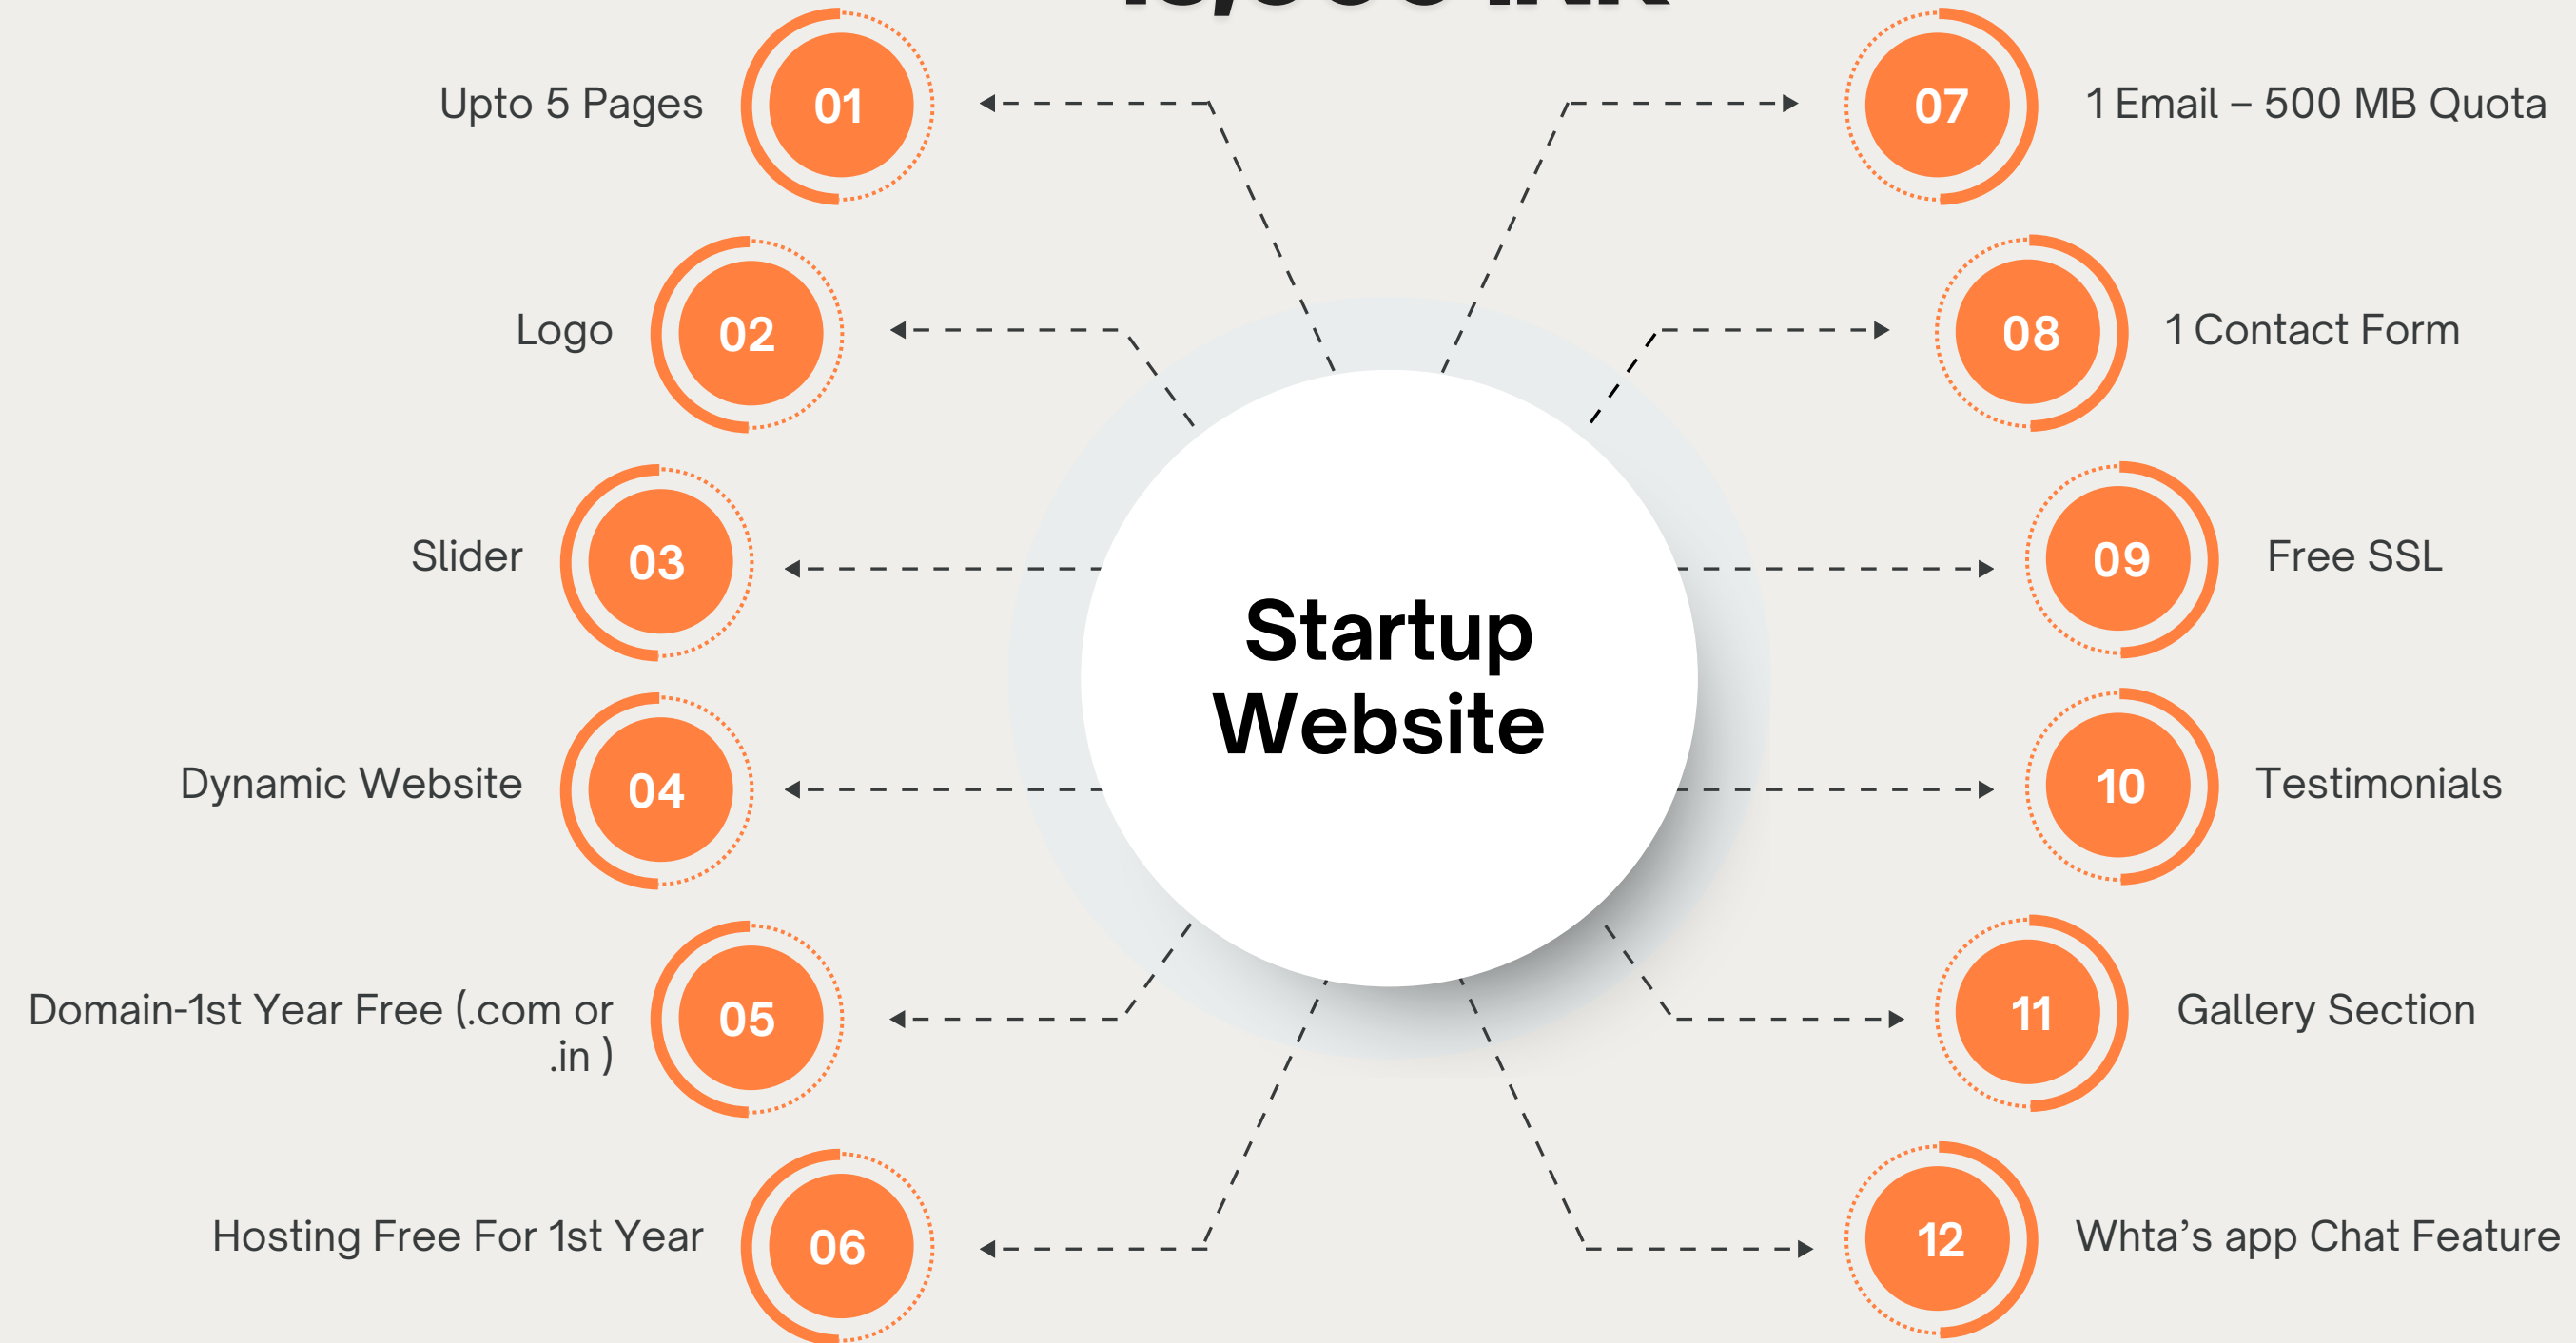 Upto 5 Pages
01
Logo
02
Slider
03
Dynamic Website
04
Domain-1st Year Free (.com or
.in )
05
Hosting Free For 1st Year
06
Startup
Website
07
1 Email – 500 MB Quota
08
1 Contact Form
09
Free SSL
10
Testimonials
11
Gallery Section
12
Whta’s app Chat Feature